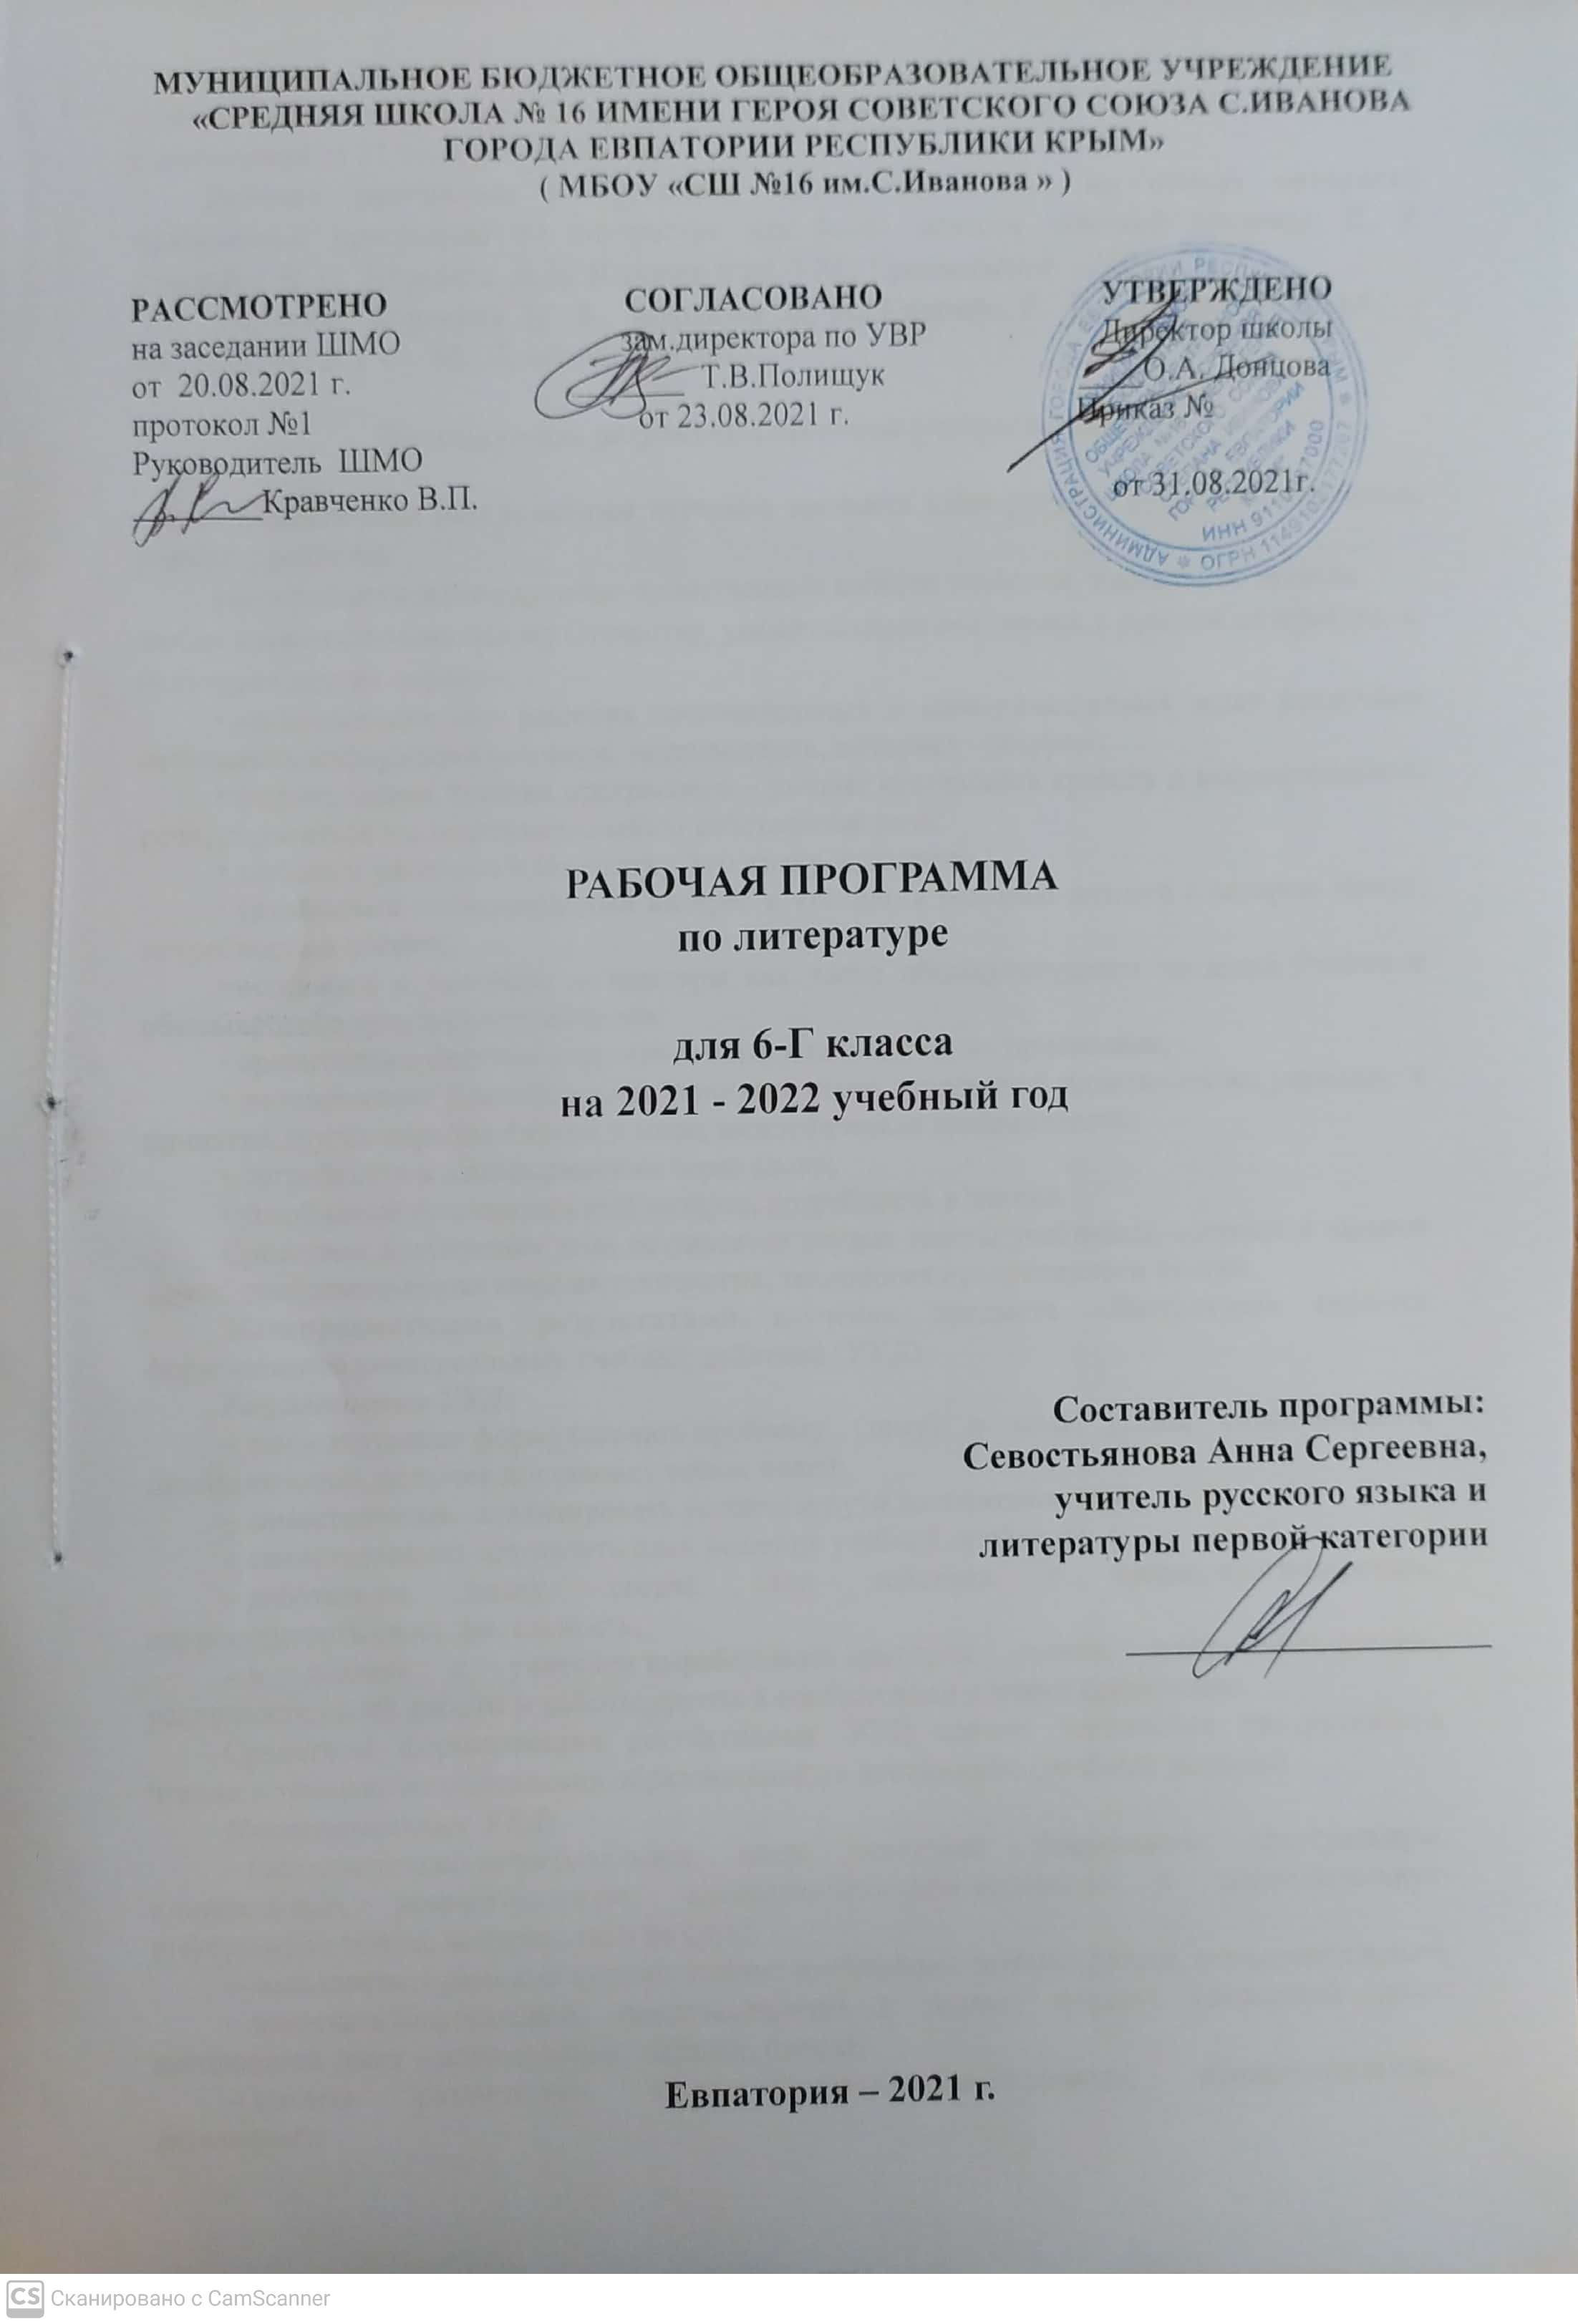 МУНИЦИПАЛЬНОЕ БЮДЖЕТНОЕ ОБЩЕОБРАЗОВАТЕЛЬНОЕ УЧРЕЖДЕНИЕ
«СРЕДНЯЯ ШКОЛА № 16 ИМЕНИ ГЕРОЯ СОВЕТСКОГО СОЮЗА С.ИВАНОВА
ГОРОДА ЕВПАТОРИИ РЕСПУБЛИКИ КРЫМ»
( МБОУ «СШ №16 им.С.Иванова » )
РАССМОТРЕНО
на заседании ШМО
от 20.08.2021 г.
протокол №1
Руководитель ШМО
Кравченко В.П.
СОГЛАСОВАНО
зам.директора по УВР
Т.В.Полищук
от 23.08.2021 г.
УТВЕРЖДЕНО
Директор школы
О.А. Донцова
Приказ №
от 31.08.2021г.
РАБОЧАЯ ПРОГРАММА
по литературе
для 6-Г класса
на 2021 - 2022 учебный год
Составитель программы:
Севостьянова Анна Сергеевна,
учитель русского языка и
литературы первой категории
Евпатория – 2021 г.
CS Сканировано с CamScanner